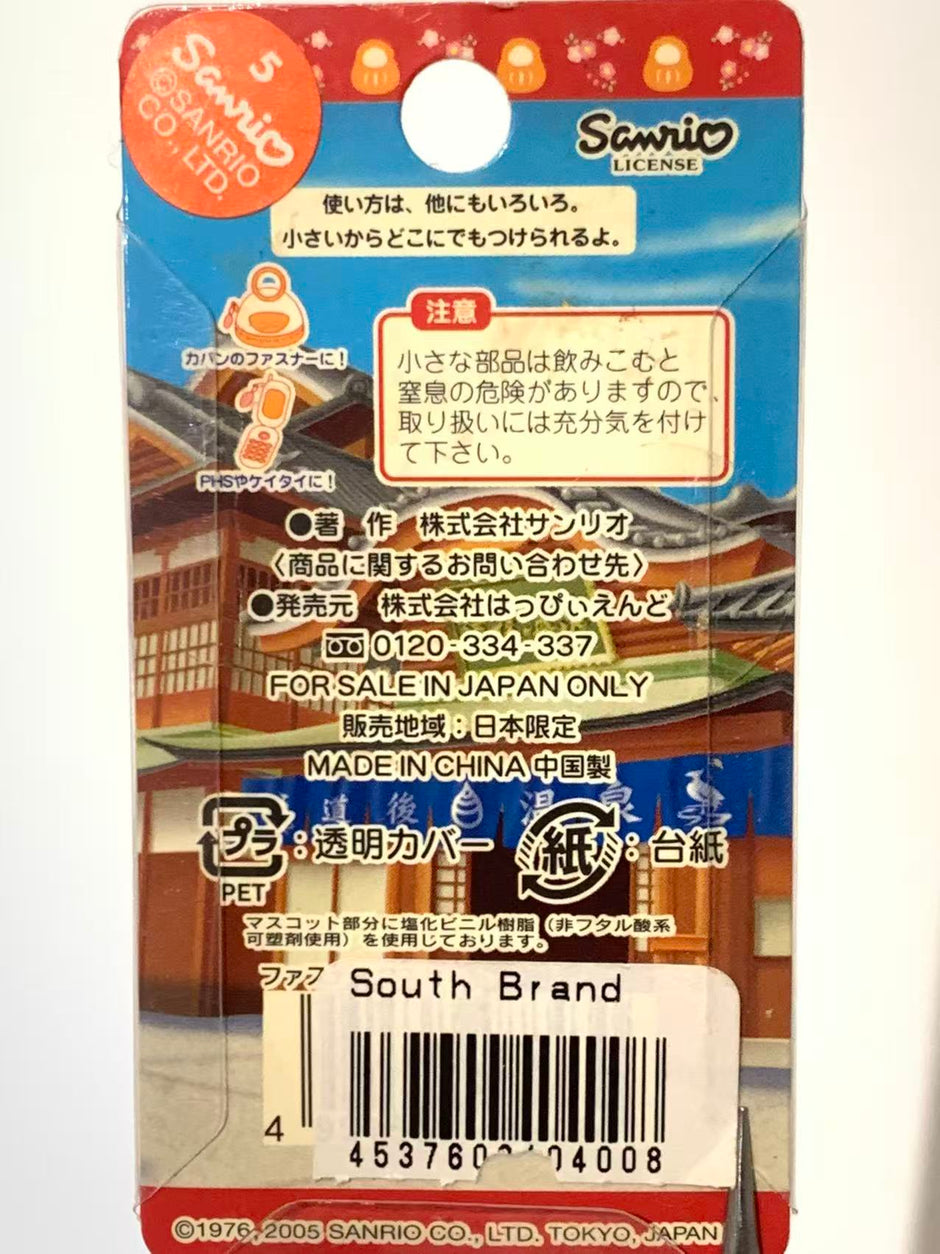 5
Sanrio
©SANRIO
CO., LTD.
Sanrio
LICENSE
使い方は、他にもいろいろ。
小さいからどこにでもつけられるよ。
カバンのファスナーに!
PHSやケイタイに!
注意
小さな部品は飲みこむと
窒息の危険がありますので、
取り扱いには充分気を付け
て下さい。
●著 作 株式会社サンリオ
〈商品に関するお問い合わせ先〉
●発売元 株式会社はっぴぃえんど
0120-334-337
FOR SALE IN JAPAN ONLY
販売地域:日本限定
MADE IN CHINA 中国製
道後 温泉
プラ:透明カバー
PET
紙:台紙
マスコット部分に塩化ビニル樹脂(非フタル酸系
可塑剤使用)を使用しております。
ファス
South Brand
4
©1976,2005 SANRIO CO., LTD. TOKYO, JAPAN